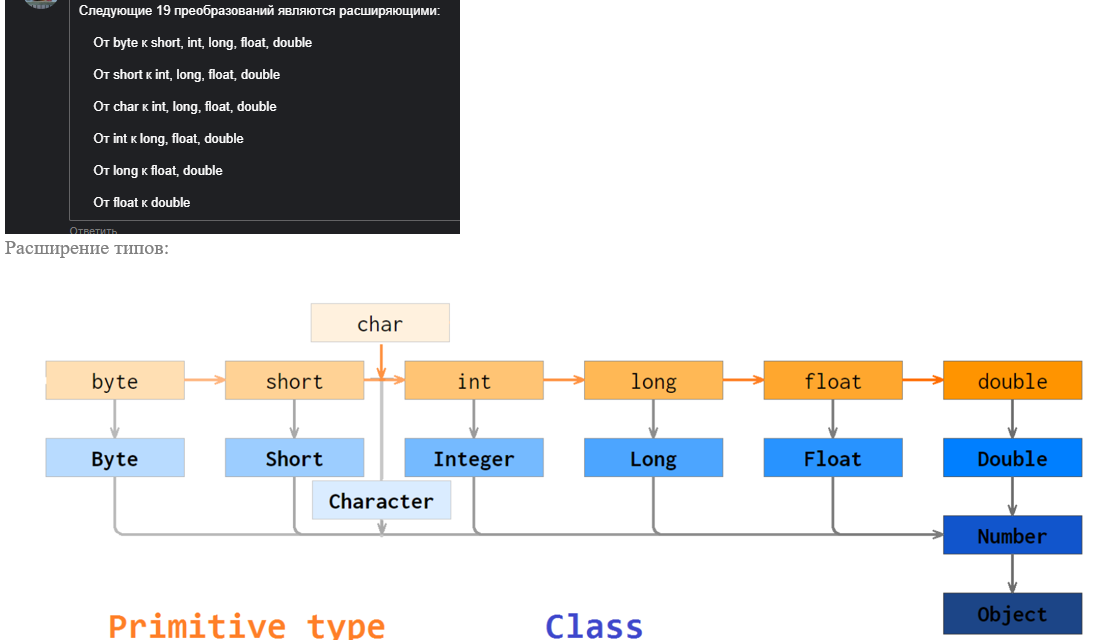 Следующие 19 преобразований являются расширяющими:
От byte к short, int, long, float, double
От short к int, long, float, double
От char к int, long, float, double
От int к long, float, double
От long к float, double
От float к double
Ответить
Расширение типов:
char
byte short int long float double
Byte Short Integer Long Float Double
Character
Number
Object
Primitive type Class